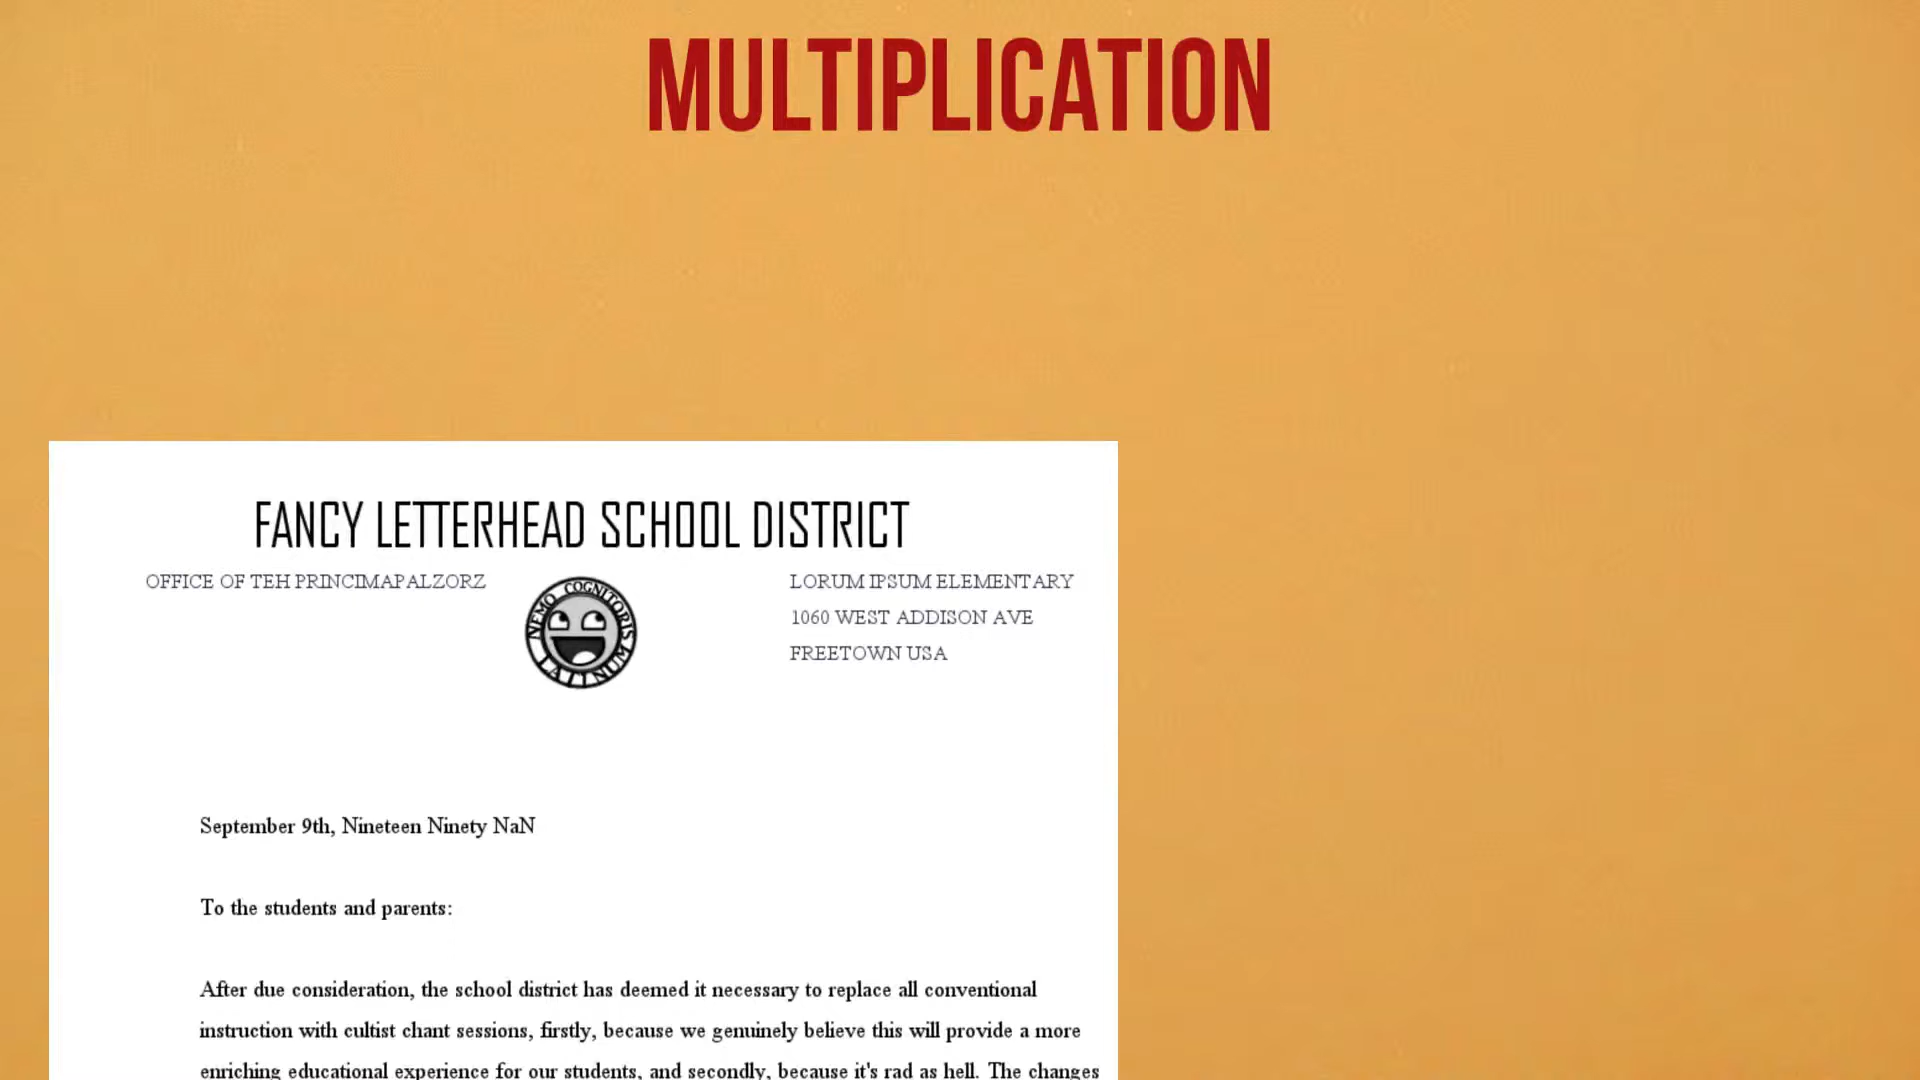 MULTIPLICATION
FANCY LETTERHEAD SCHOOL DISTRICT
OFFICE OF TEH PRINCIMAPALZORZ
NEMO COGNITORIS LATINUM
LORUM IPSUM ELEMENTARY
1060 WEST ADDISON AVE
FREETOWN USA
September 9th, Nineteen Ninety NaN
To the students and parents:
After due consideration, the school district has deemed it necessary to replace all conventional
instruction with cultist chant sessions, firstly, because we genuinely believe this will provide a more
enriching educational experience for our students, and secondly, because it's rad as hell. The changes